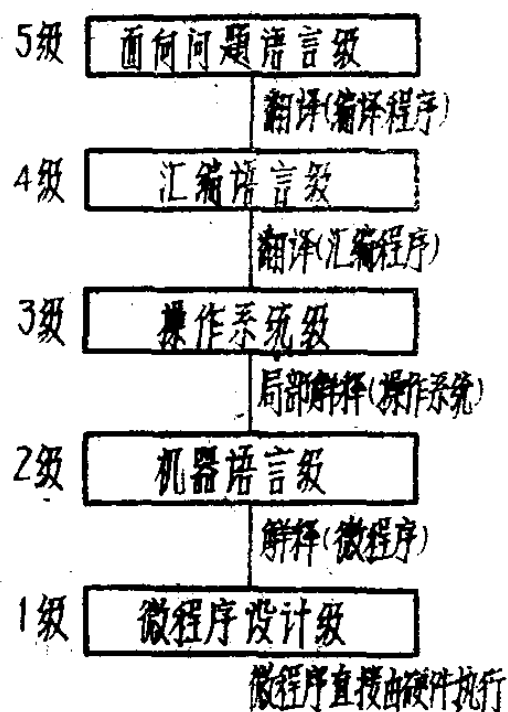 5级 面向问题语言级
翻译(编译程序)
4级 汇编语言级
翻译(汇编程序)
3级 操作系统级
局部解释(操作系统)
2级 机器语言级
解释(微程序)
1级 微程序设计级
微程序直接由硬件执行